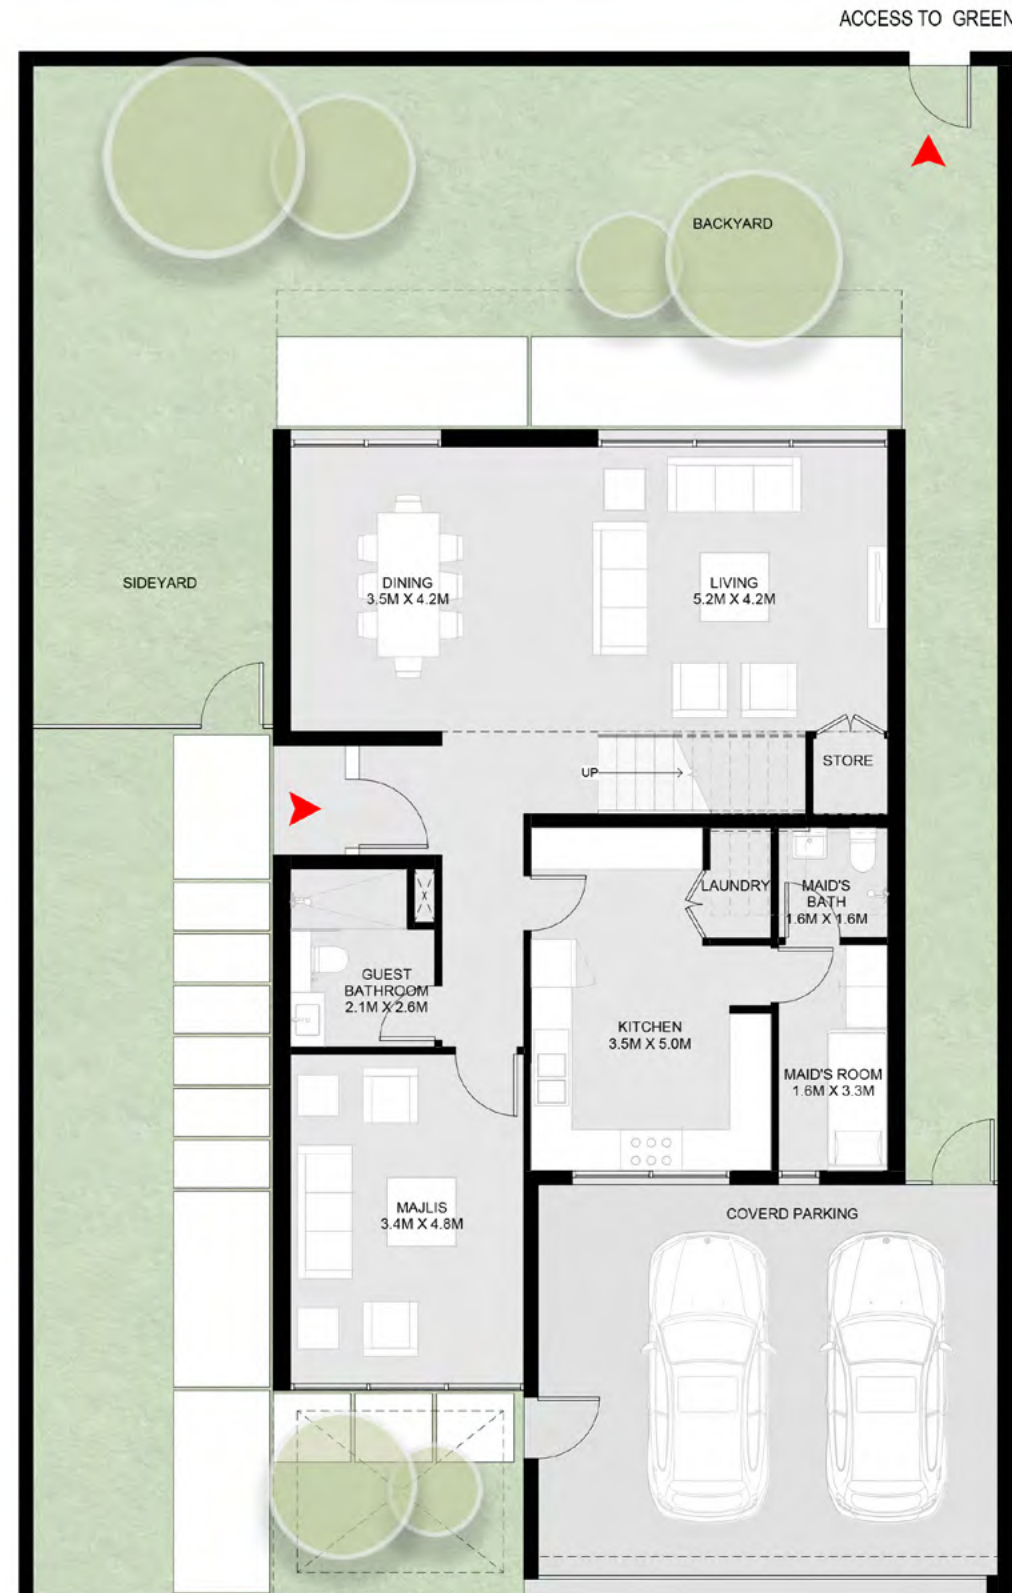 ACCESS TO GREEN
BACKYARD
SIDEYARD
DINING
3.5M X 4.2M
LIVING
5.2M X 4.2M
UP
STORE
LAUNDRY
MAID'S
BATH
1.6M X 1.6M
GUEST
BATHROOM
2.1M X 2.6M
KITCHEN
3.5M X 5.0M
MAID'S ROOM
1.6M X 3.3M
MAJLIS
3.4M X 4.8M
COVERD PARKING